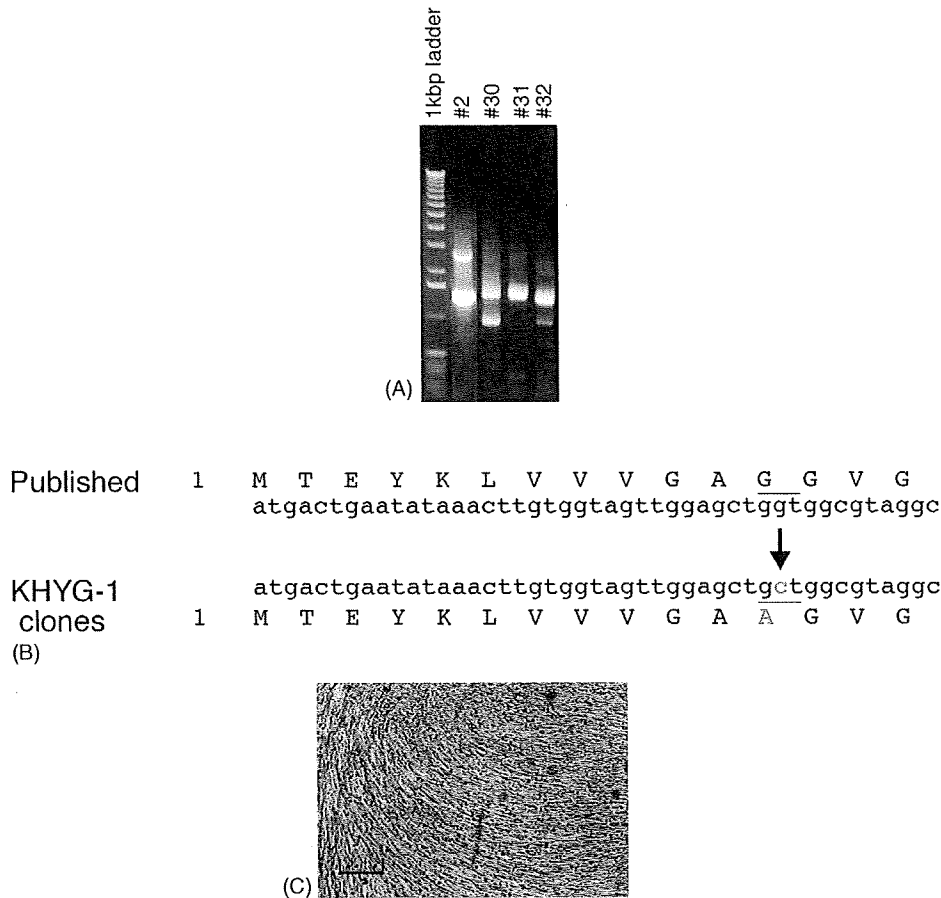 1kbp ladder
#2
#30
#31
#32
(A)
Published 1 M T E Y K L V V V G A G G V G
atgactgaatataaacttgtggtagttggagctggtggcgtaggc
KHYG-1 atgactgaatataaacttgtggtagttggagctgctggcgtaggc
clones 1 M T E Y K L V V V G A A G V G
(B)
(C)